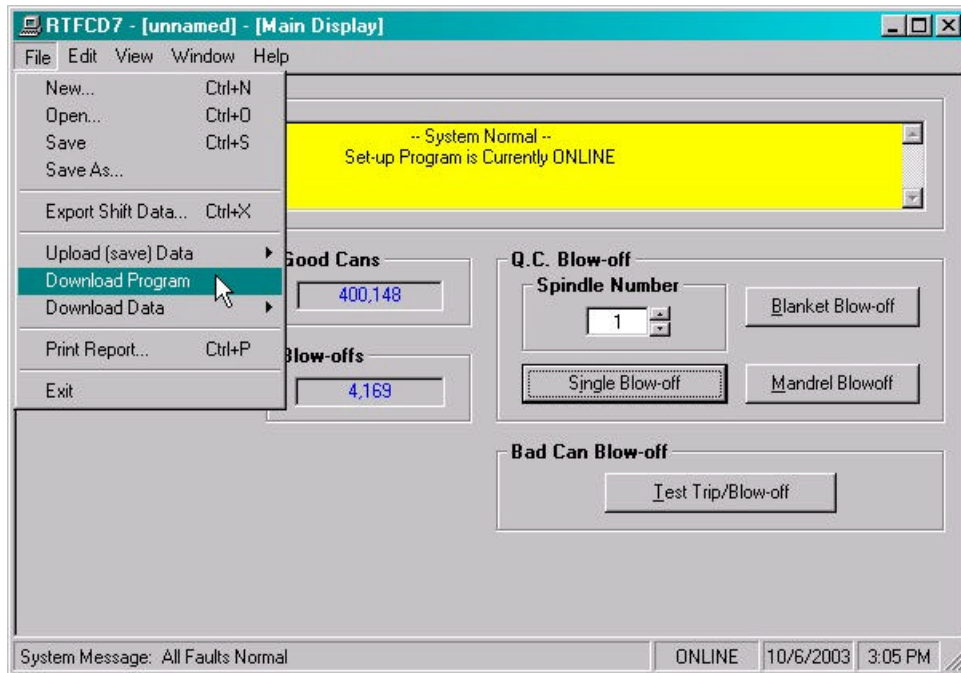 RTFCD7 - [unnamed] - [Main Display]
File Edit View Window Help
New... Ctrl+N
Open... Ctrl+O
Save Ctrl+S
Save As...
Export Shift Data... Ctrl+X
Upload (save) Data
Download Program
Download Data
Print Report... Ctrl+P
Exit
-- System Normal --
Set-up Program is Currently ONLINE
Good Cans
400,148
Blow-offs
4,169
Q.C. Blow-off
Spindle Number
1
Blanket Blow-off
Single Blow-off
Mandrel Blowoff
Bad Can Blow-off
Test Trip/Blow-off
System Message: All Faults Normal
ONLINE
10/6/2003
3:05 PM